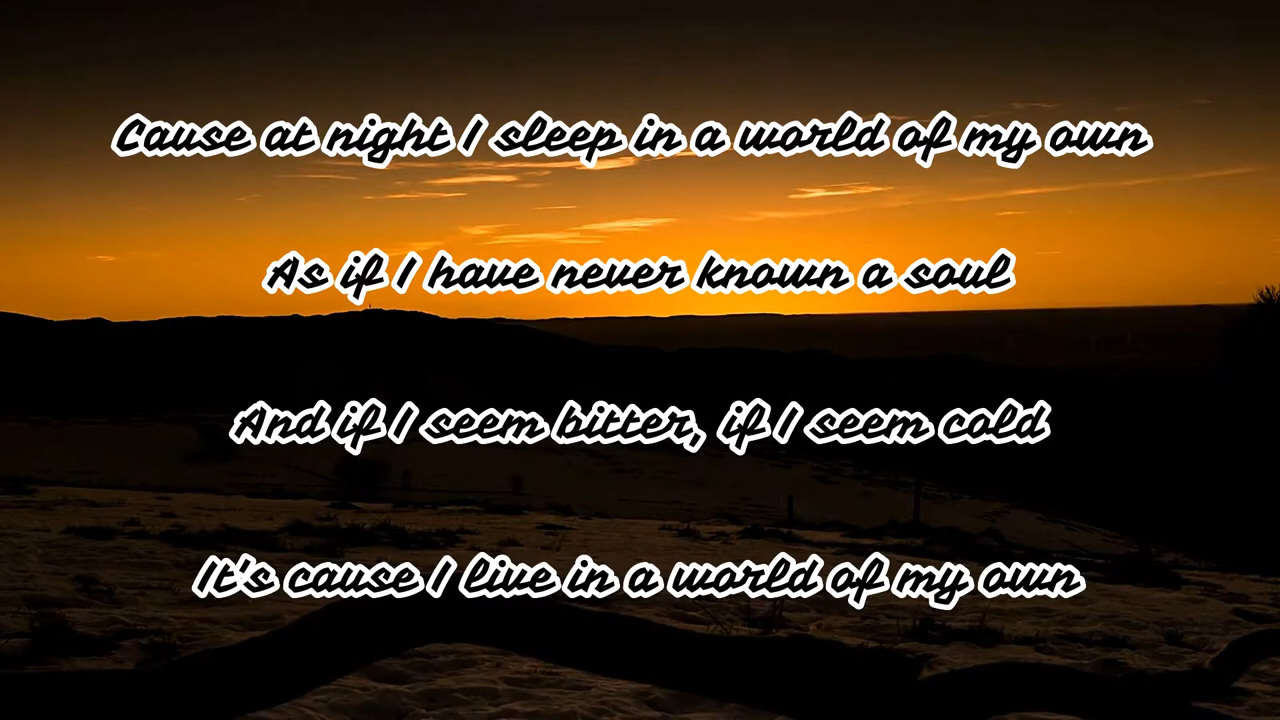 Cause at night I sleep in a world of my own
As if I have never known a soul
And if I seem bitter, if I seem cold
It's cause I live in a world of my own